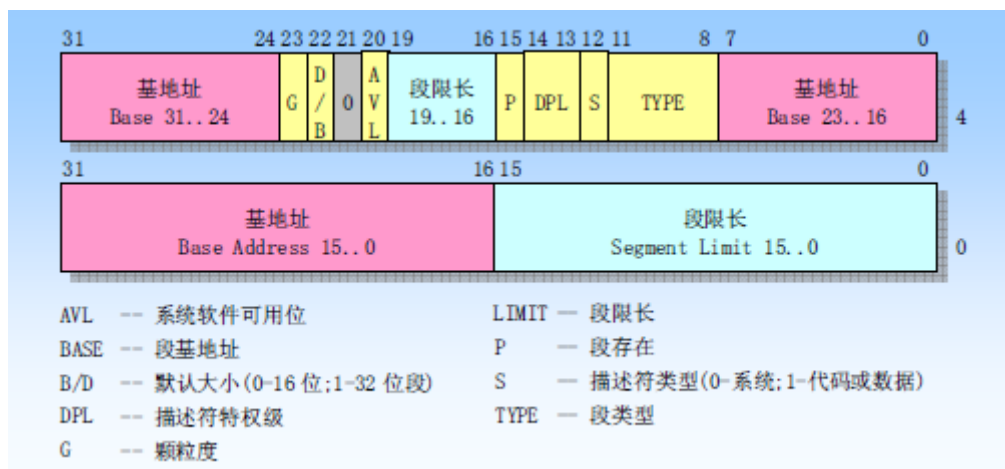 31 24 23 22 21 20 19 16 15 14 13 12 11 8 7 0
基地址 Base 31..24 G D/B 0 AVL 段限长 19..16 P DPL S TYPE 基地址 Base 23..16 4
31 16 15 0
基地址 段限长
Base Address 15..0 Segment Limit 15..0 0
AVL -- 系统软件可用位 LIMIT — 段限长
BASE -- 段基地址 P — 段存在
B/D -- 默认大小(0-16位;1-32 位段) S — 描述符类型(0-系统;1-代码或数据)
DPL -- 描述符特权级 TYPE — 段类型
G -- 颗粒度